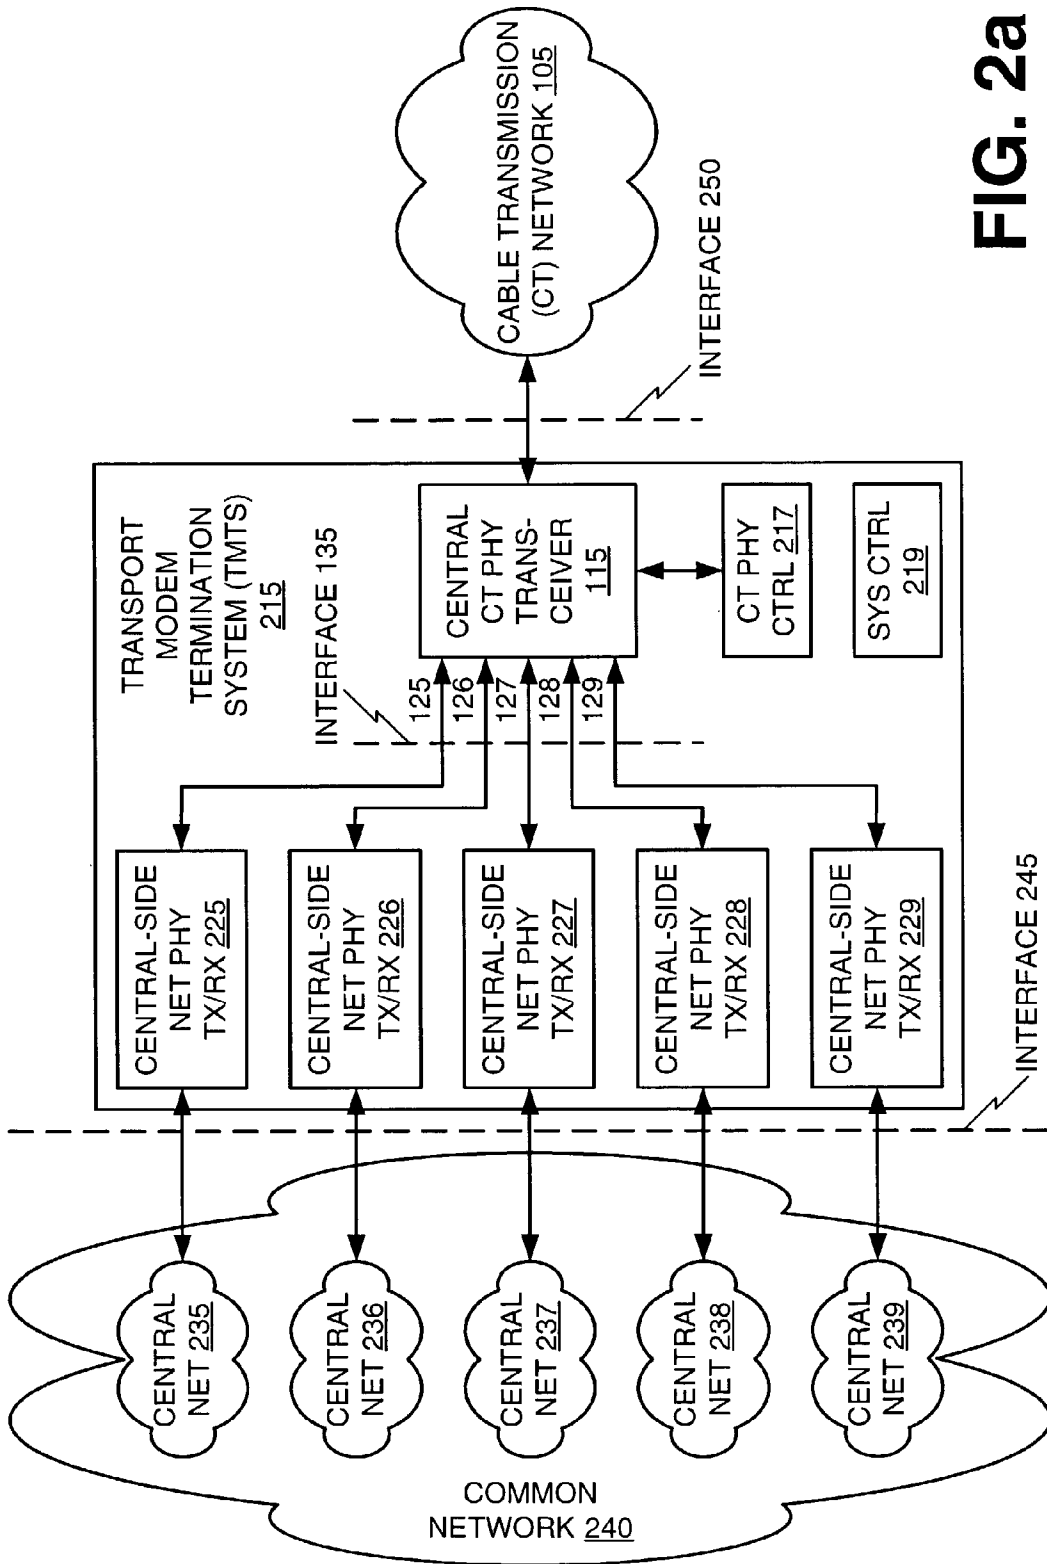 COMMON
NETWORK 240
CENTRAL
NET 235
CENTRAL
NET 236
CENTRAL
NET 237
CENTRAL
NET 238
CENTRAL
NET 239
INTERFACE 245
CENTRAL-SIDE
NET PHY
TX/RX 225
CENTRAL-SIDE
NET PHY
TX/RX 226
CENTRAL-SIDE
NET PHY
TX/RX 227
CENTRAL-SIDE
NET PHY
TX/RX 228
CENTRAL-SIDE
NET PHY
TX/RX 229
TRANSPORT
MODEM
TERMINATION
SYSTEM (TMTS)
215
INTERFACE 135
125
126
127
128
129
CENTRAL
CT PHY
TRANS-
CEIVER
115
CT PHY
CTRL 217
SYS CTRL
219
INTERFACE 250
CABLE TRANSMISSION
(CT) NETWORK 105
FIG. 2a